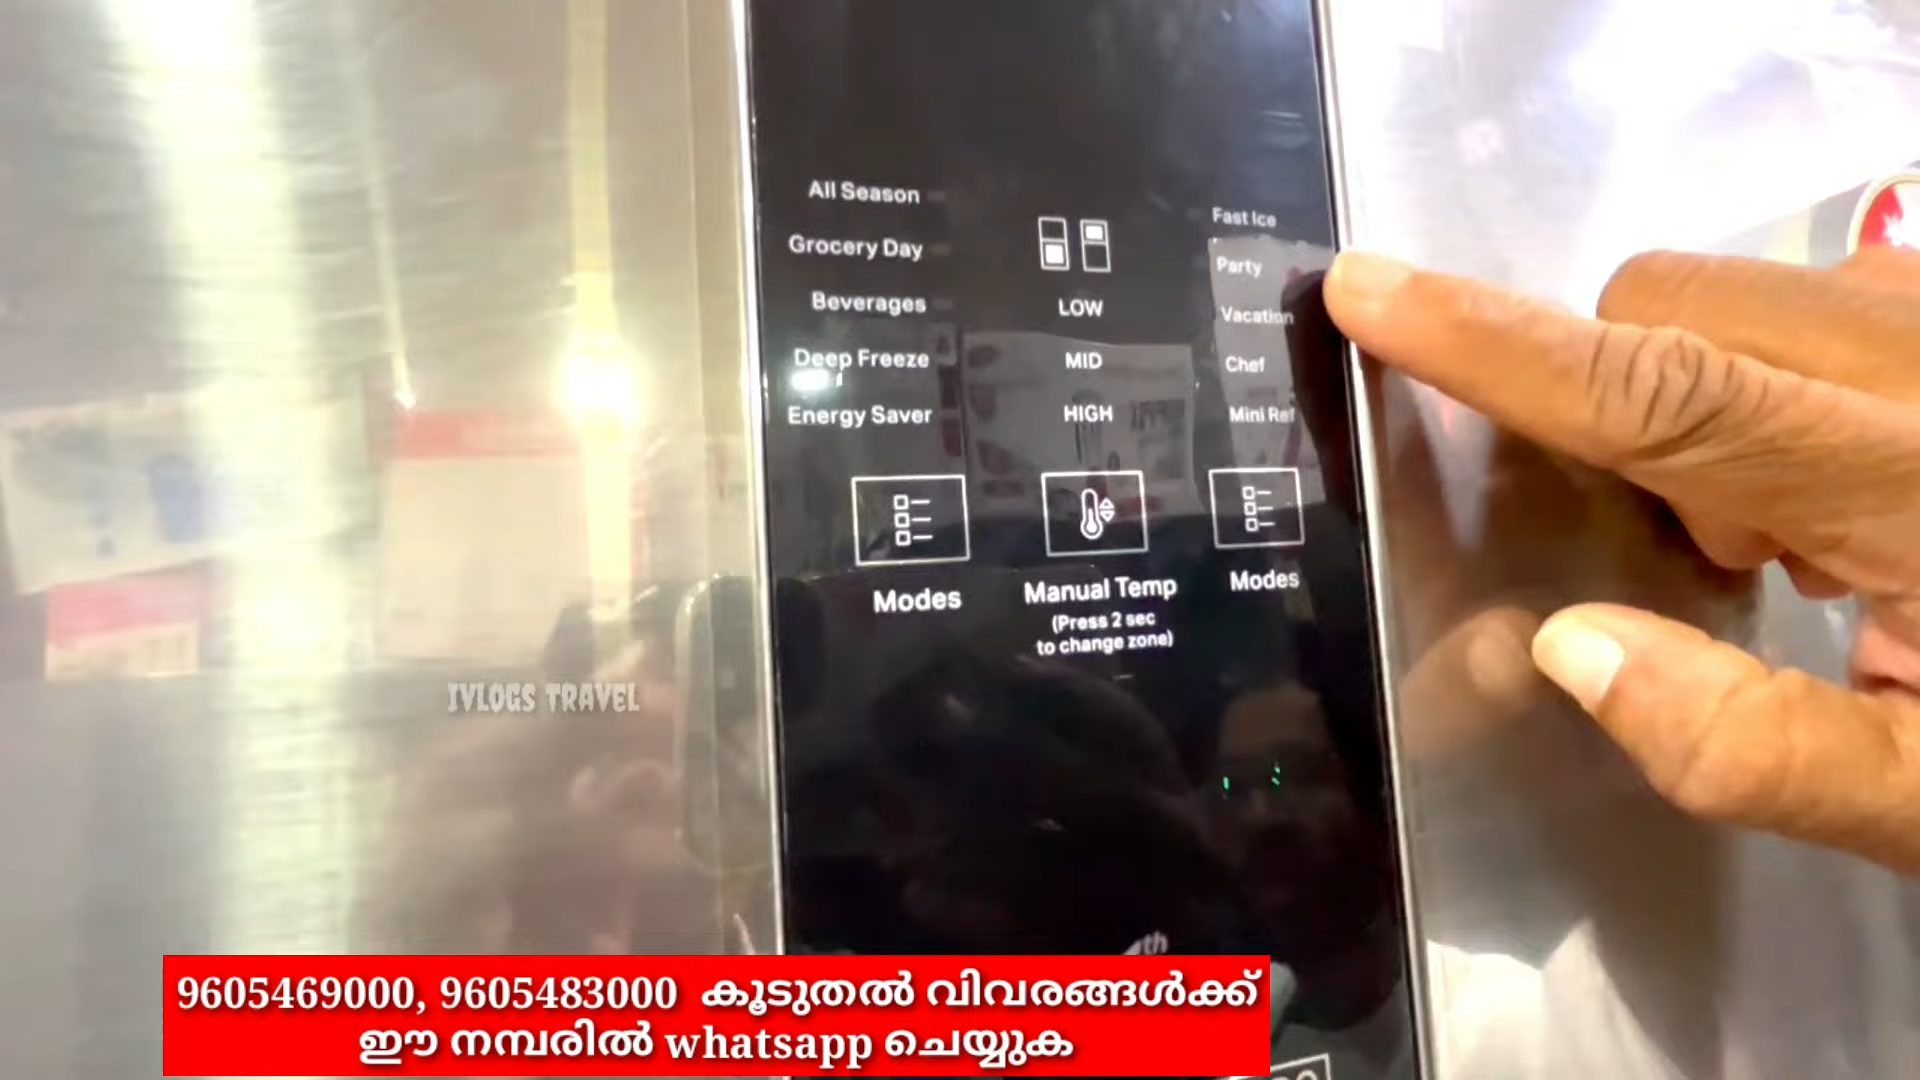 All Season
Grocery Day
Beverages
Deep Freeze
Energy Saver
Modes
LOW
MID
HIGH
Manual Temp
(Press 2 sec
to change zone)
Fast Ice
Party
Vacation
Chef
Mini Ref
Modes
IVLOGS TRAVEL
th
9605469000, 9605483000 കൂടുതൽ വിവരങ്ങൾക്ക്
ഈ നമ്പരിൽ whatsapp ചെയ്യുക